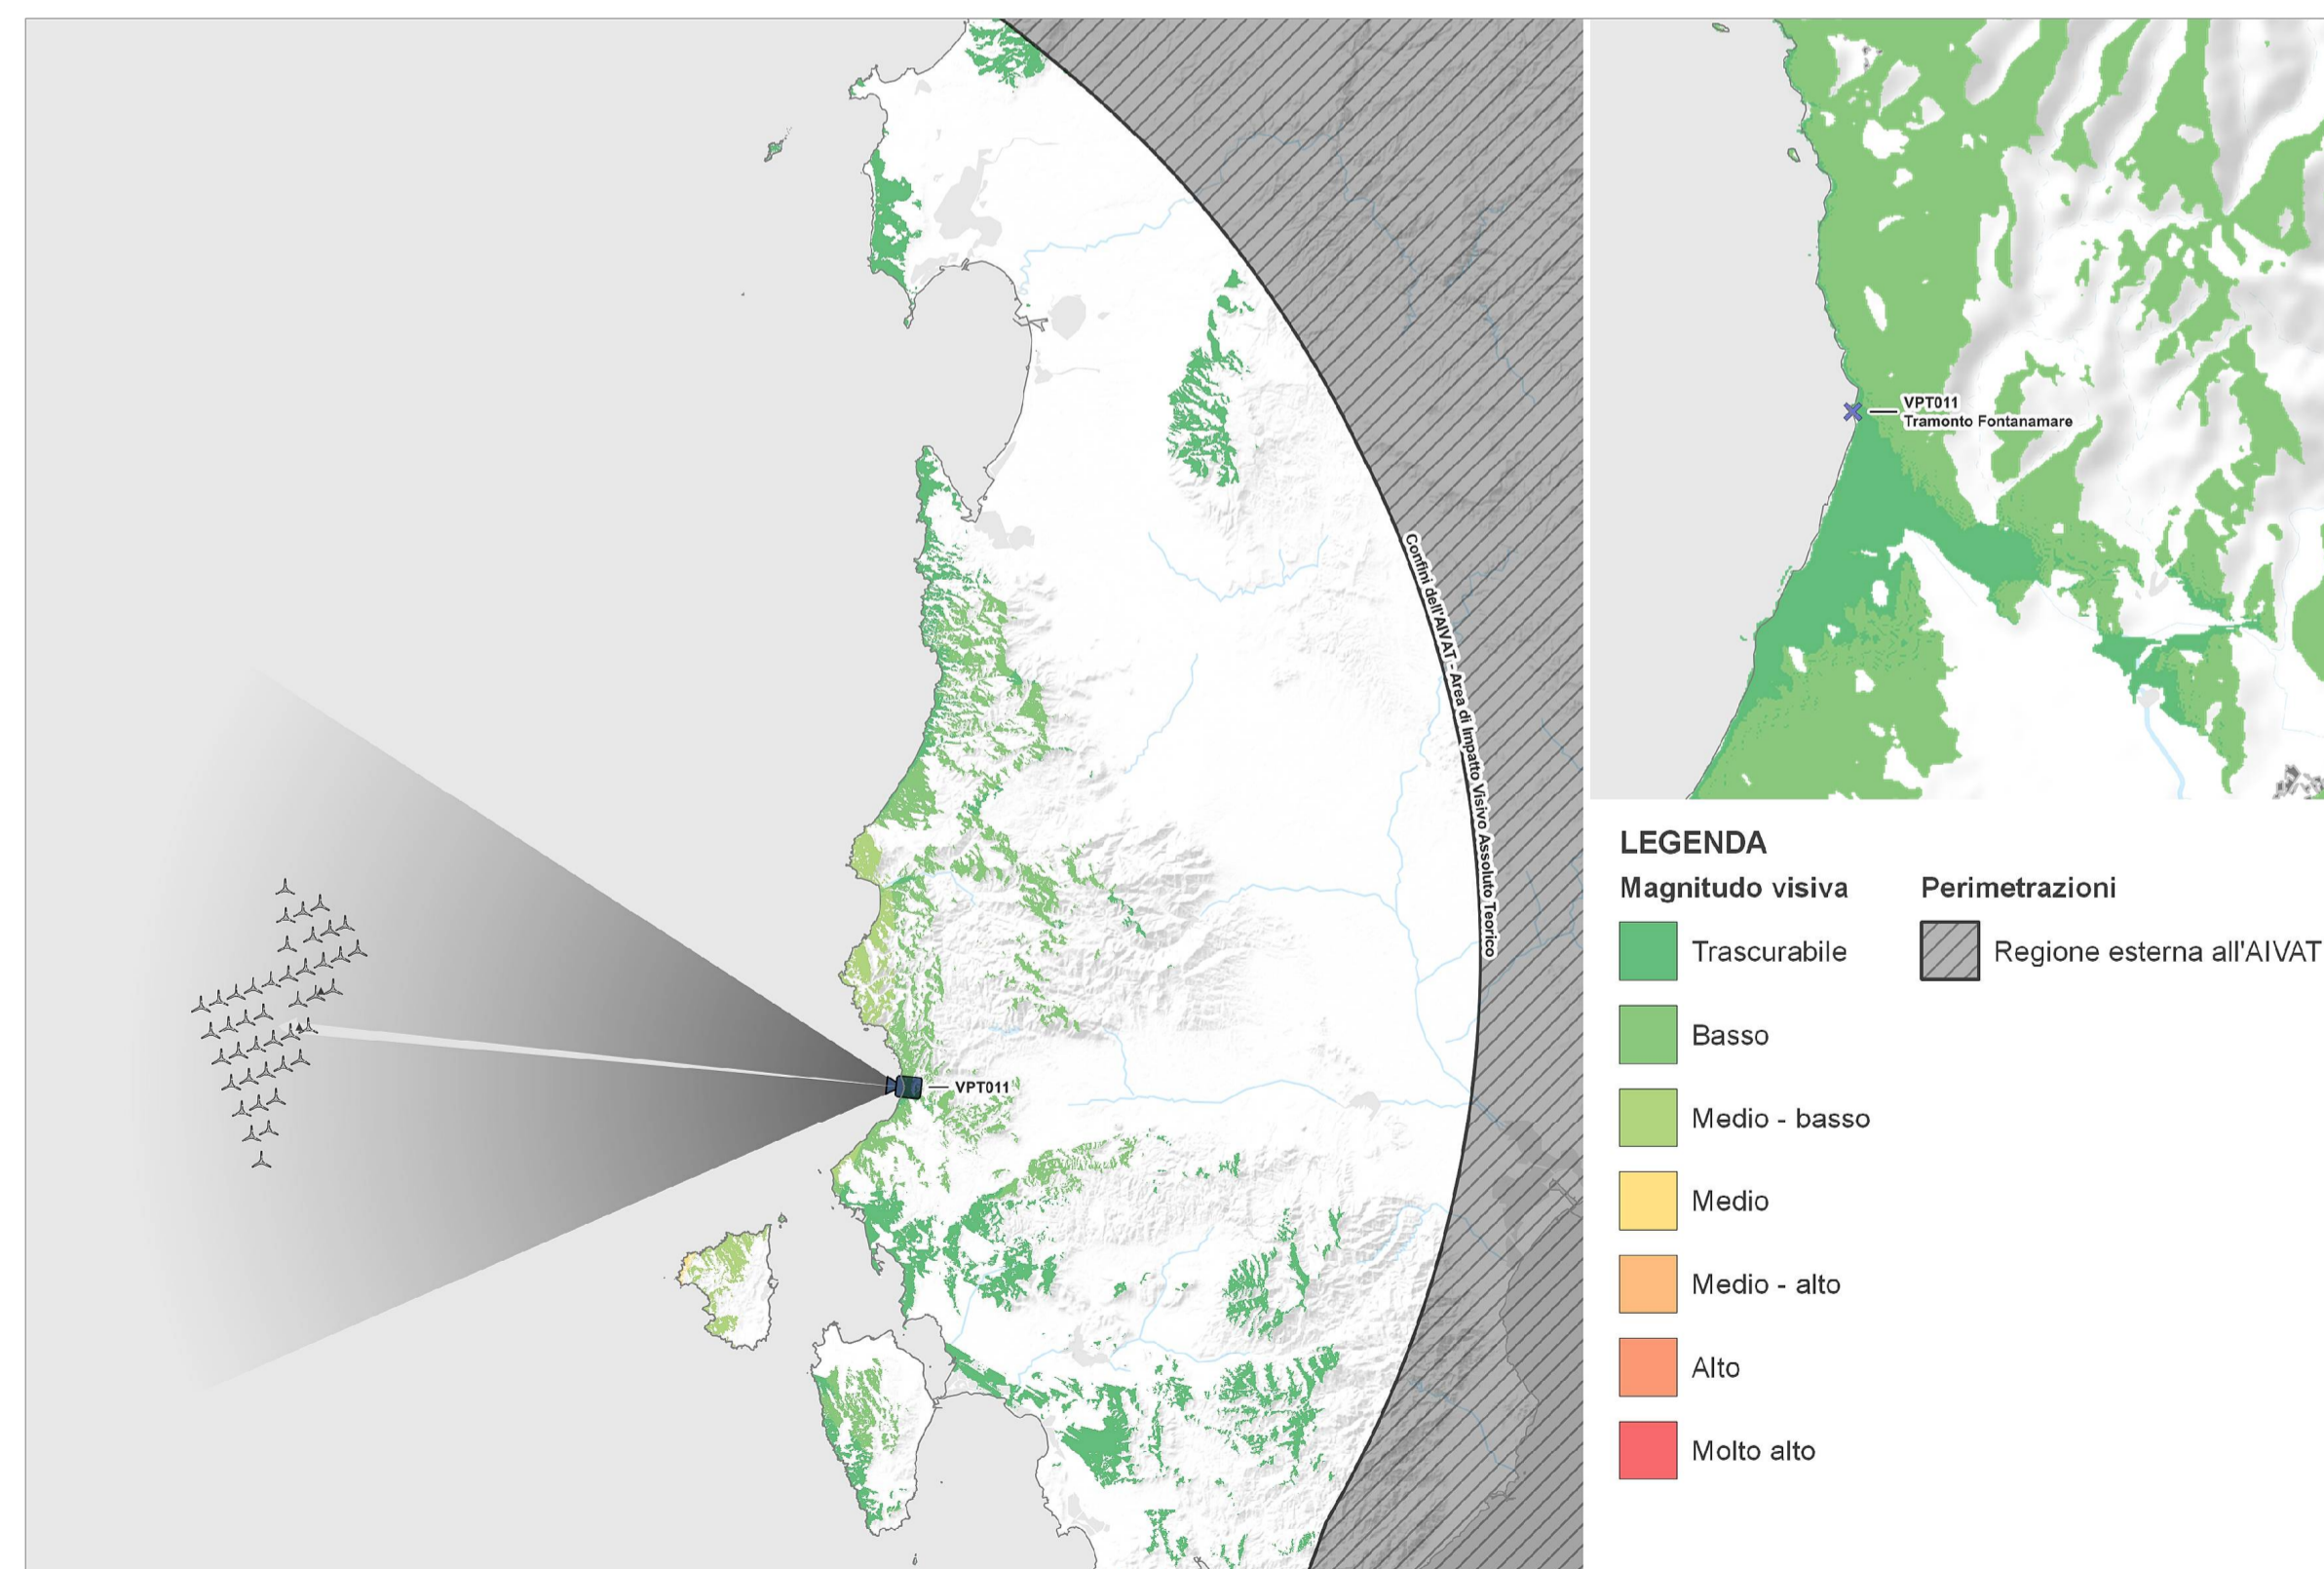 Confini dell'AIVAT - Area di Impatto Visivo Assoluto Teorico
VPT011
VPT011
Tramonto Fontanamare
LEGENDA
Magnitudo visiva
Trascurabile
Basso
Medio - basso
Medio
Medio - alto
Alto
Molto alto
Perimetrazioni
Regione esterna all'AIVAT